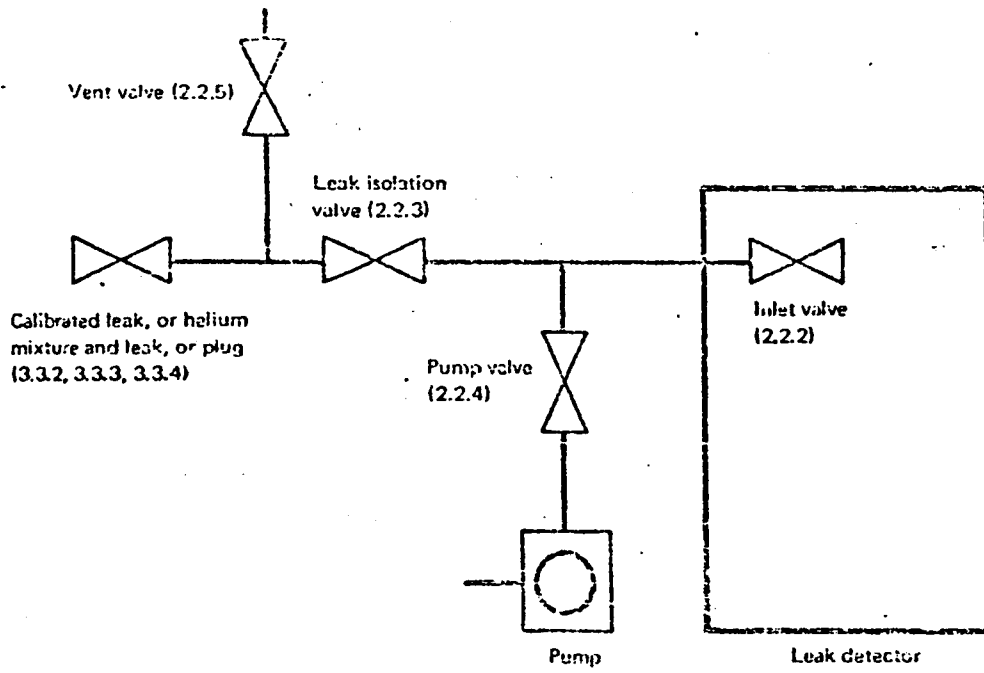 Vent valve (2.2.5)
Leak isolation
valve (2.2.3)
Calibrated leak, or helium
mixture and leak, or plug
(3.3.2, 3.3.3, 3.3.4)
Pump valve
(2.2.4)
Inlet valve
(2.2.2)
Pump
Leak detector